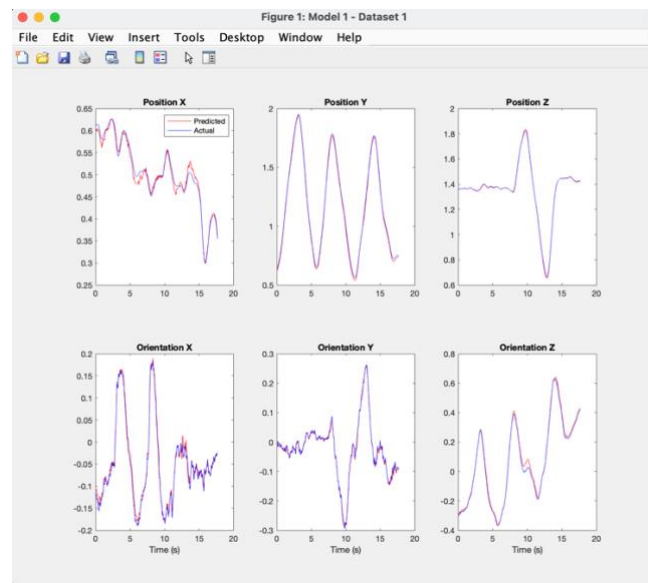 Figure 1: Model 1 - Dataset 1
File Edit View Insert Tools Desktop Window Help
Position X
Position Y
Position Z
Predicted
Actual
0.65
0.6
0.55
0.5
0.45
0.4
0.35
0.3
0.25
0 5 10 15 20
2
1.5
1
0.5
0 5 10 15 20
2
1.8
1.6
1.4
1.2
1
0.8
0.6
0 5 10 15 20
Orientation X
Orientation Y
Orientation Z
0.2
0.15
0.1
0.05
0
-0.05
-0.1
-0.15
-0.2
0 5 10 15 20
Time (s)
0.3
0.2
0.1
0
-0.1
-0.2
-0.3
0 5 10 15 20
Time (s)
0.8
0.6
0.4
0.2
0
-0.2
-0.4
0 5 10 15 20
Time (s)